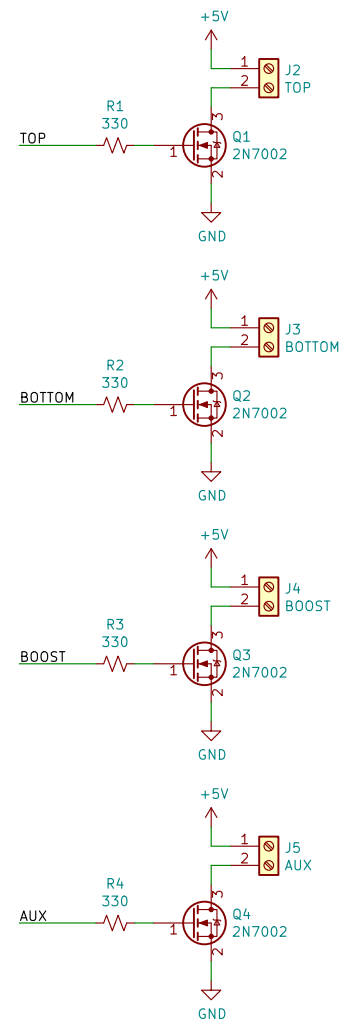 +5V
1
J2
2
TOP
R1
330
3
Q1
TOP
1
2N7002
2
GND
+5V
1
J3
2
BOTTOM
R2
330
3
Q2
BOTTOM
1
2N7002
2
GND
+5V
1
J4
2
BOOST
R3
330
3
Q3
BOOST
1
2N7002
2
GND
+5V
1
J5
2
AUX
R4
330
3
Q4
AUX
1
2N7002
2
GND